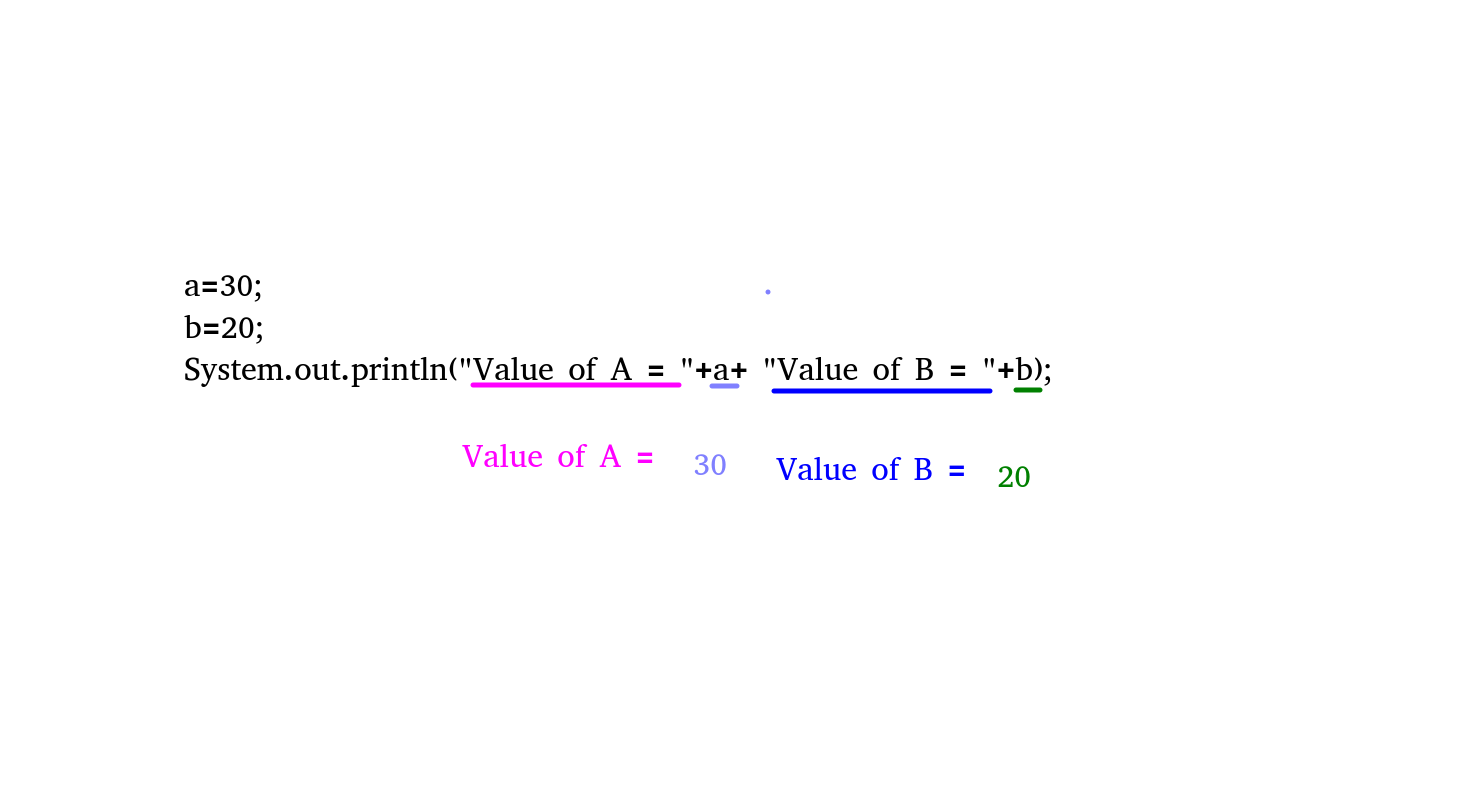 a=30;
b=20;
System.out.println("Value of A = "+a+ "Value of B = "+b);
Value of A = 30 Value of B = 20